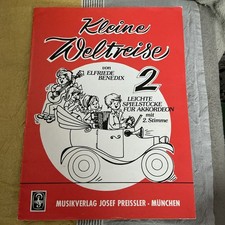 Kleine
Weltreise
von
ELFRIEDE
BENEDIX
2
LEICHTE
SPIELSTÜCKE
FÜR AKKORDEON
mit
2. Stimme
MUSIKVERLAG JOSEF PREISSLER · MÜNCHEN